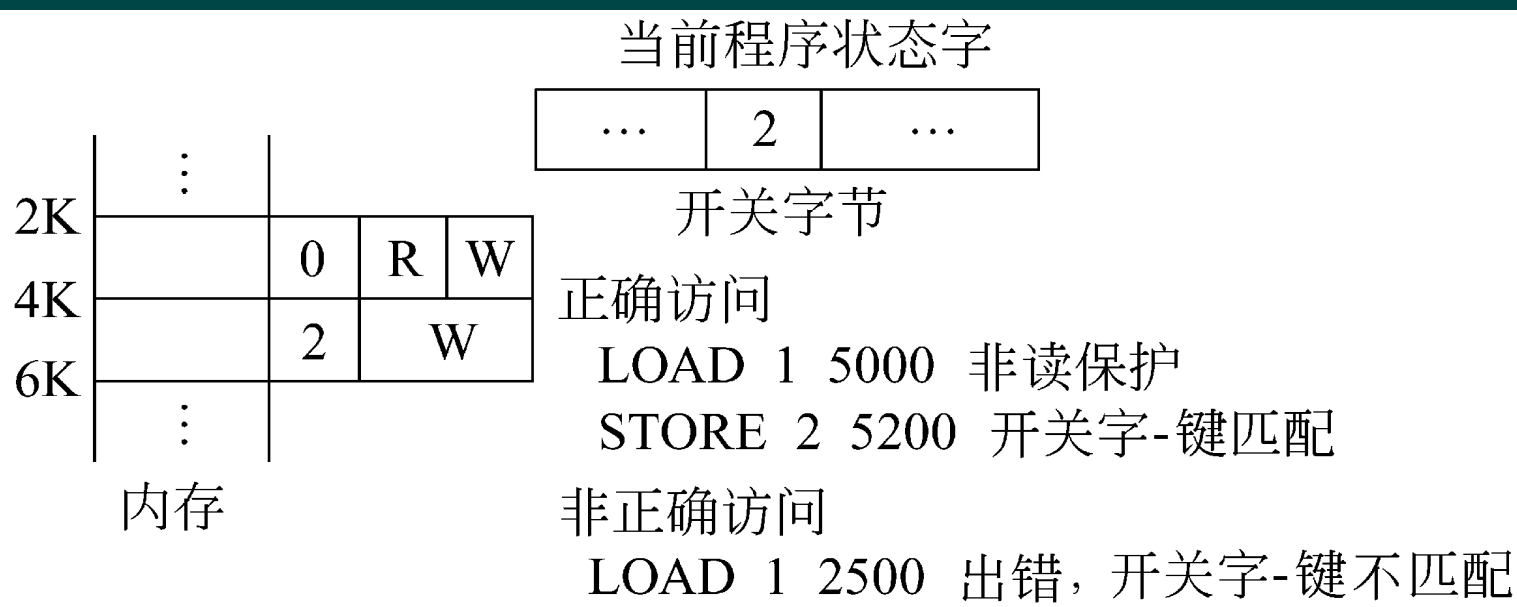 当前程序状态字
… 2 …
开关字节
⋮
2K
0 R W
4K
2 W
6K
⋮
内存
正确访问
LOAD 1 5000 非读保护
STORE 2 5200 开关字-键匹配
非正确访问
LOAD 1 2500 出错，开关字-键不匹配